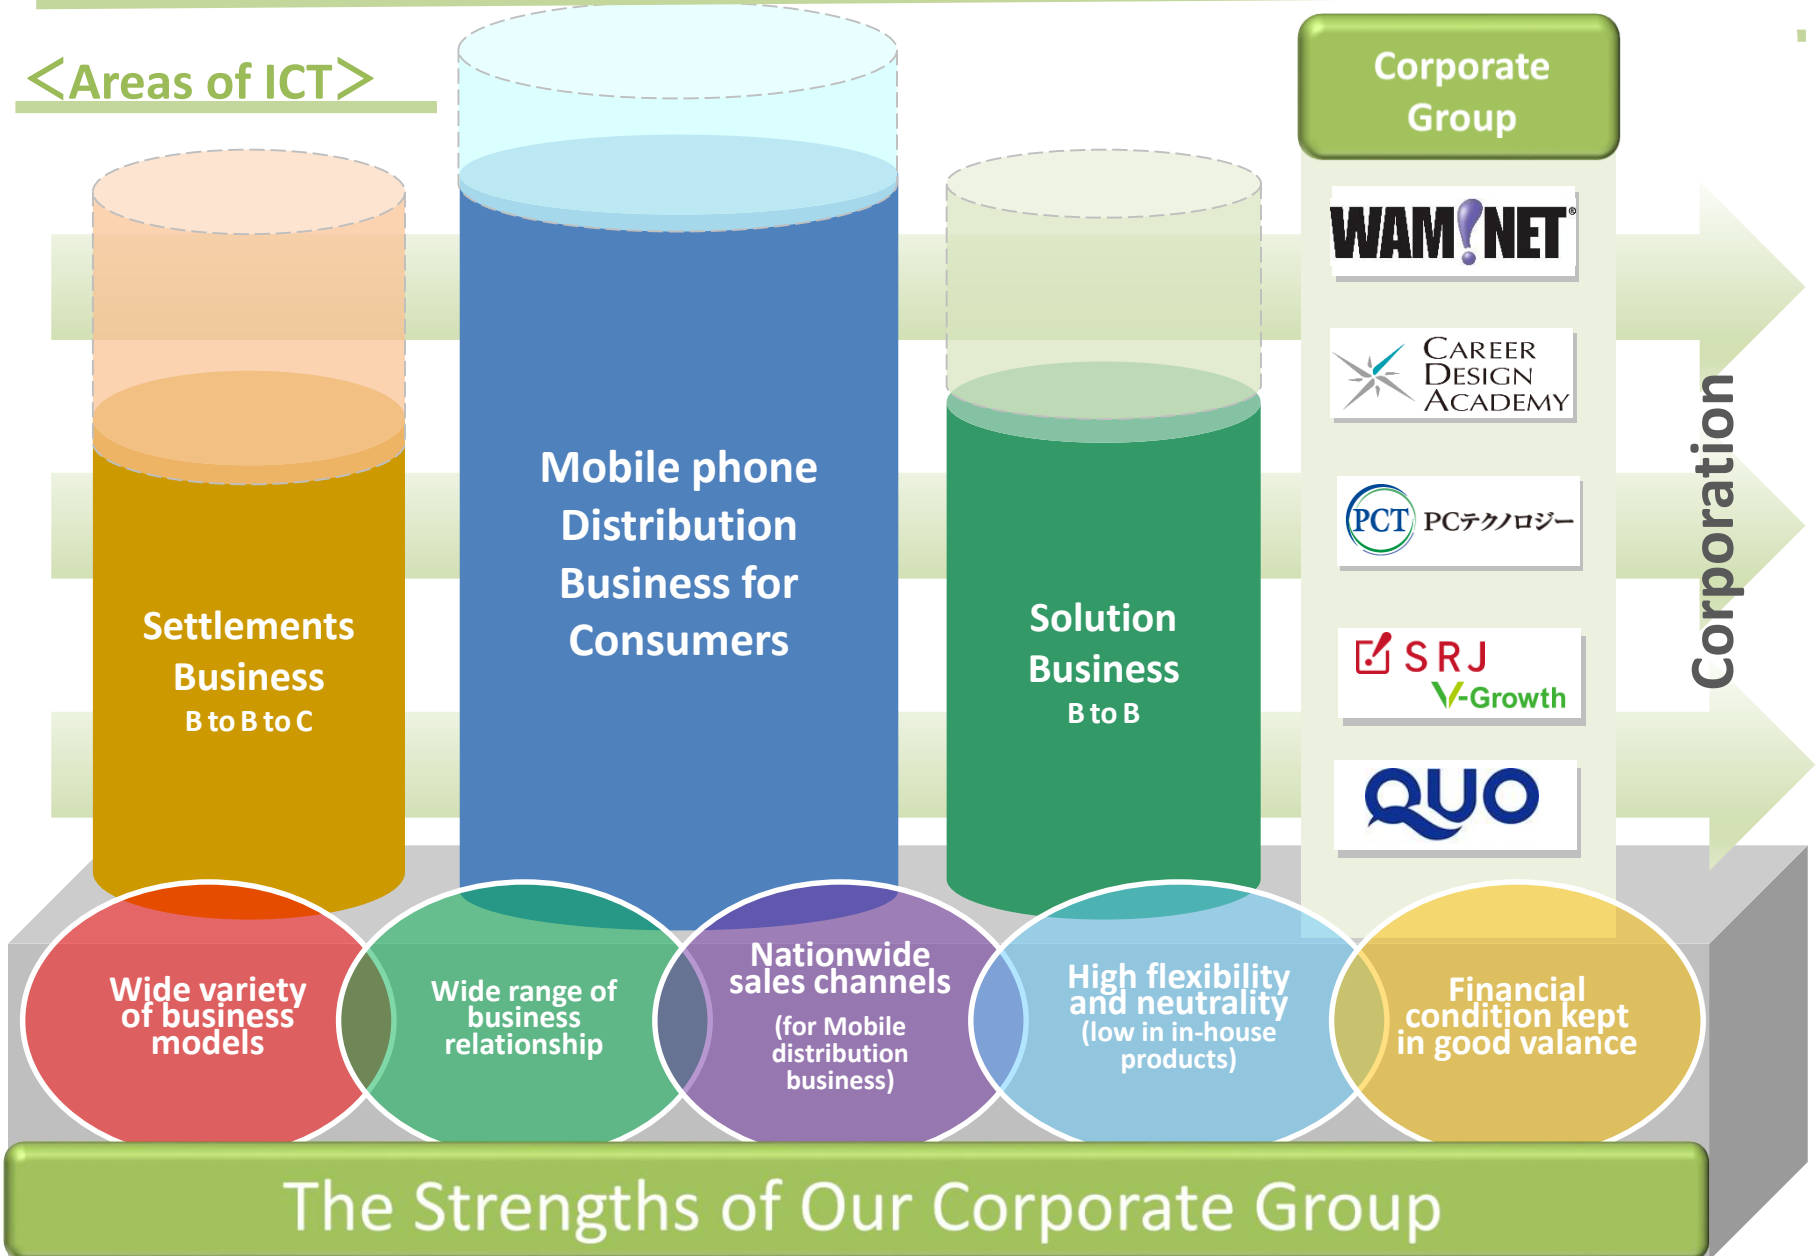 <Areas of ICT>
Corporate
Group
WAM!NET®
CAREER
DESIGN
ACADEMY
PCT PCテクノロジー
SRJ
V-Growth
QUO
Corporation
Settlements
Business
B to B to C
Mobile phone
Distribution
Business for
Consumers
Solution
Business
B to B
Wide variety
of business
models
Wide range of
business
relationship
Nationwide
sales channels
(for Mobile
distribution
business)
High flexibility
and neutrality
(low in in-house
products)
Financial
condition kept
in good valance
The Strengths of Our Corporate Group